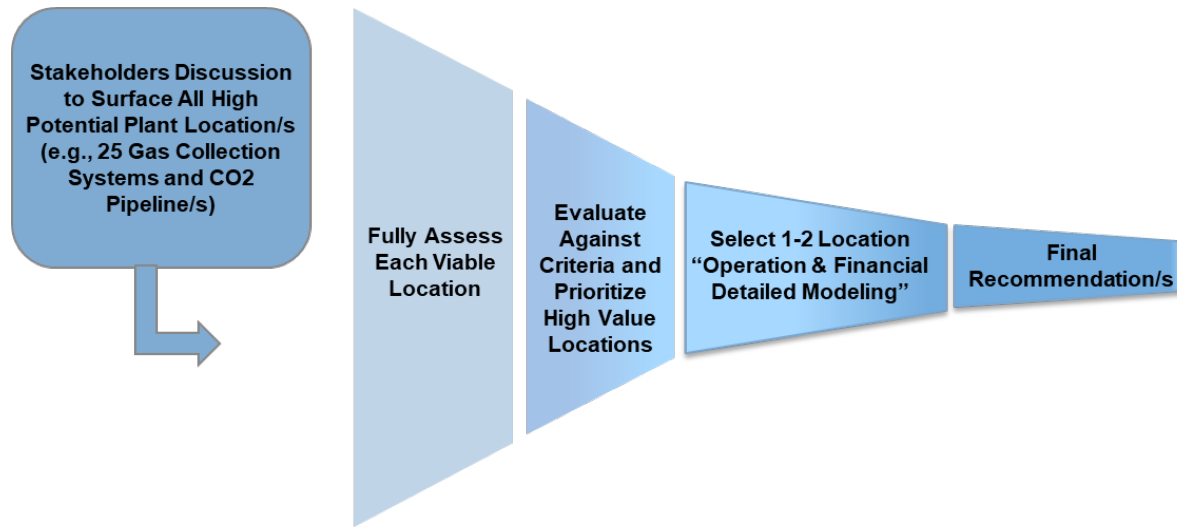 Stakeholders Discussion
to Surface All High
Potential Plant Location/s
(e.g., 25 Gas Collection
Systems and CO2
Pipeline/s)
Fully Assess
Each Viable
Location
Evaluate
Against
Criteria and
Prioritize
High Value
Locations
Select 1-2 Location
“Operation & Financial
Detailed Modeling”
Final
Recommendation/s